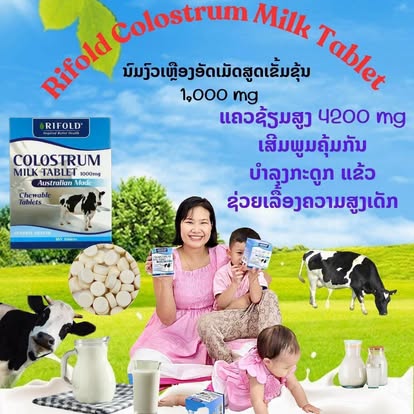 Rifold Colostrum Milk Tablet
ນົມງົວເຫຼືອງອັດເມັດສູດເຂັ້ມຂຸ້ນ
1,000 mg
ແຄວຊ້ຽມສູງ 4200 mg
ເສີມພູມຄຸ້ມກັນ
ບຳລຸງກະດູກ ແຂ້ວ
ຊ່ວຍເລື້ອງຄວາມສູງເດັກ
RIFOLD®
COLOSTRUM
MILK TABLET 1000mg
Australian Made
Chewable
Tablets